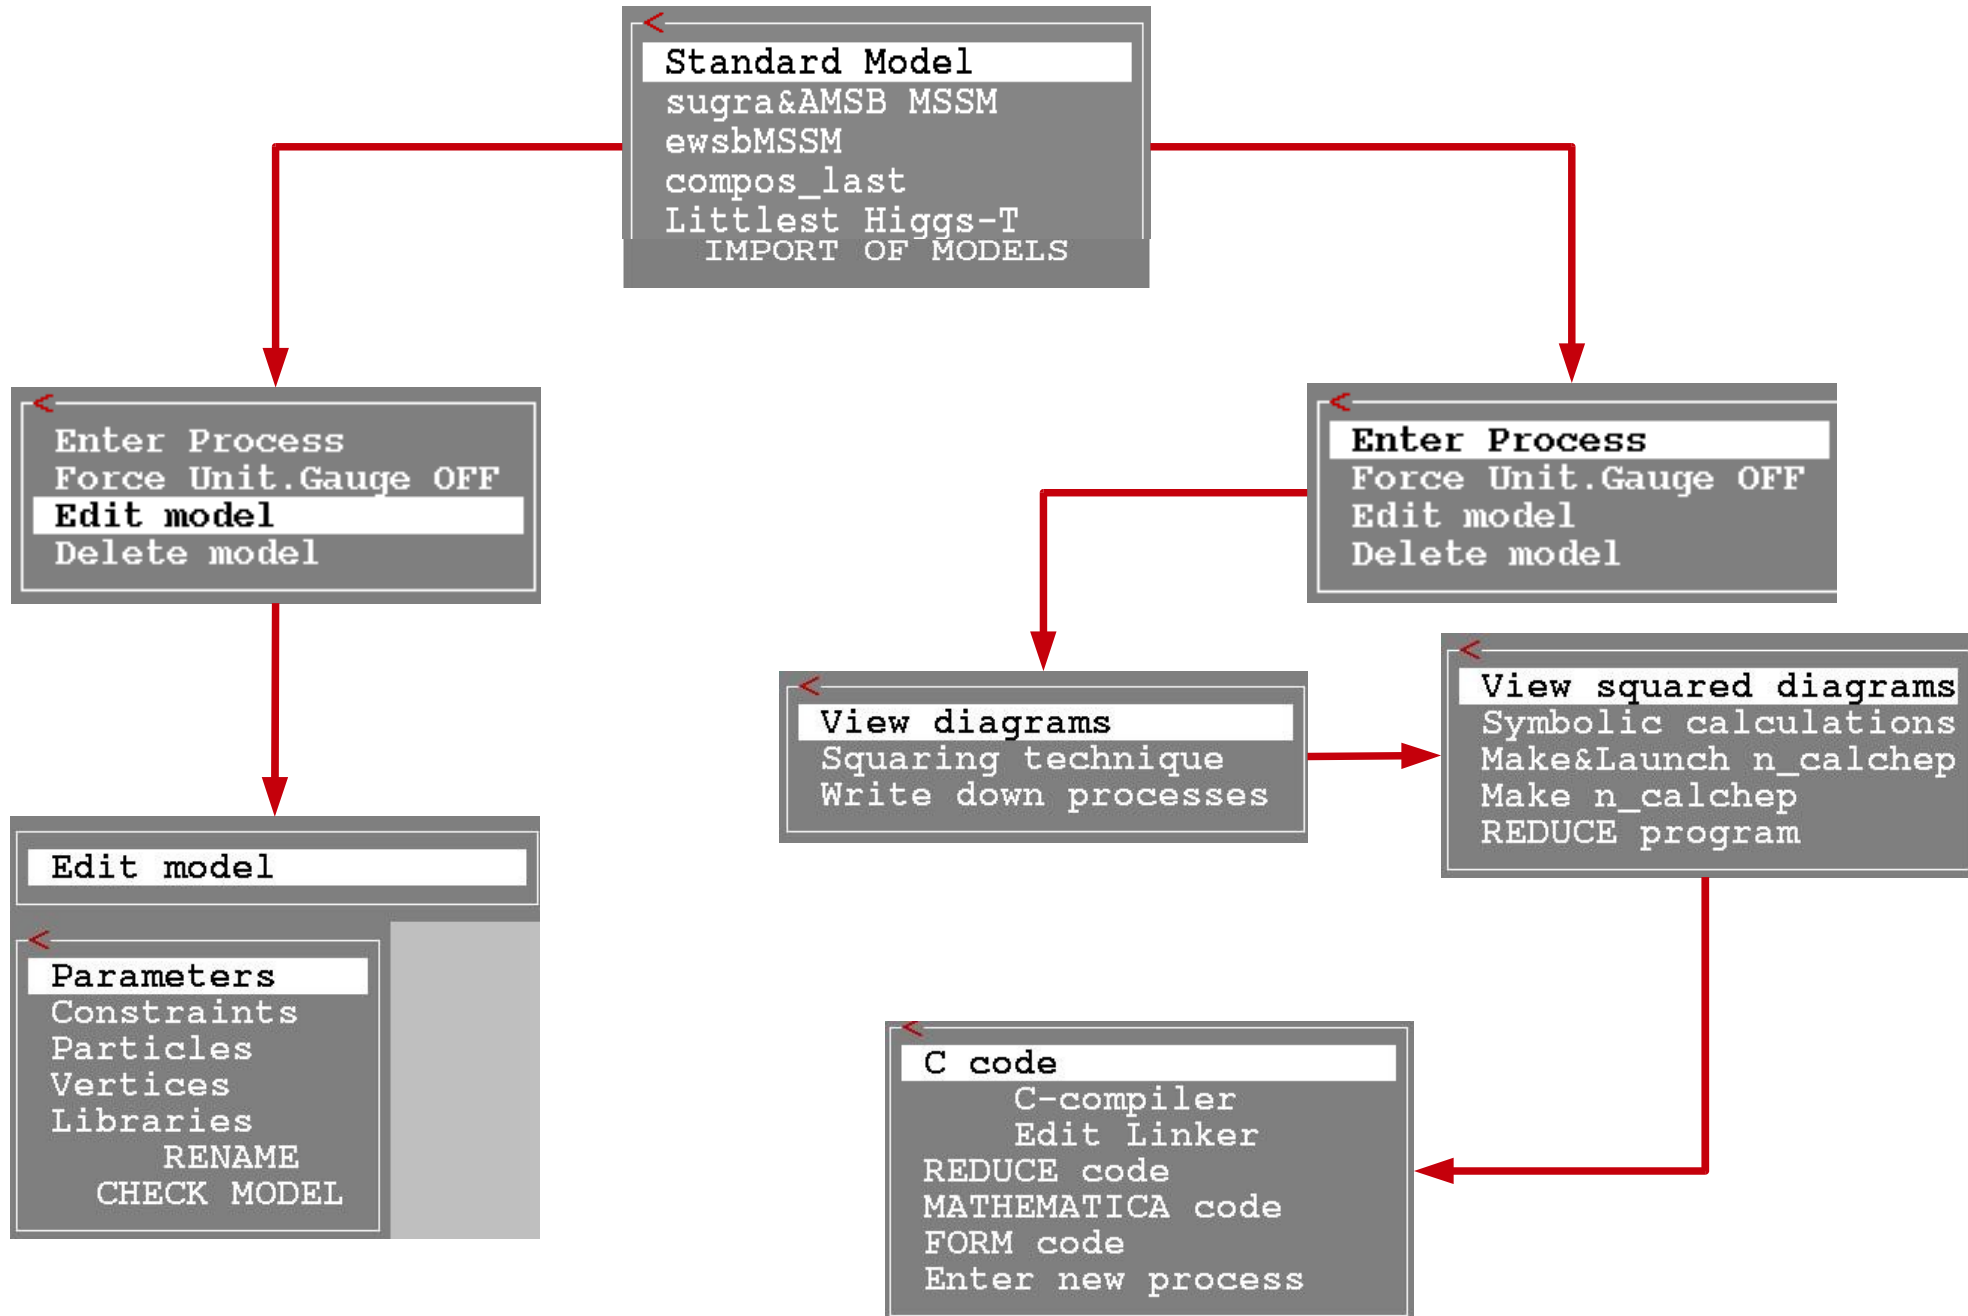 <
Standard Model
sugra&AMSB MSSM
ewsbMSSM
compos_last
Littlest Higgs-T
IMPORT OF MODELS
<
Enter Process
Force Unit.Gauge OFF
Edit model
Delete model
<
Enter Process
Force Unit.Gauge OFF
Edit model
Delete model
<
View diagrams
Squaring technique
Write down processes
<
View squared diagrams
Symbolic calculations
Make&Launch n_calchep
Make n_calchep
REDUCE program
Edit model
<
Parameters
Constraints
Particles
Vertices
Libraries
RENAME
CHECK MODEL
<
C code
C-compiler
Edit Linker
REDUCE code
MATHEMATICA code
FORM code
Enter new process